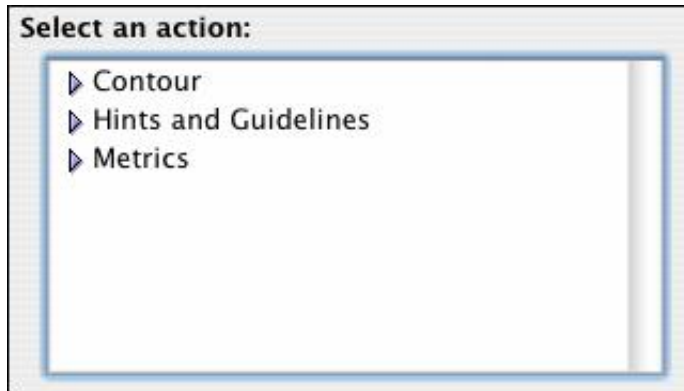 Select an action:
Contour
Hints and Guidelines
Metrics